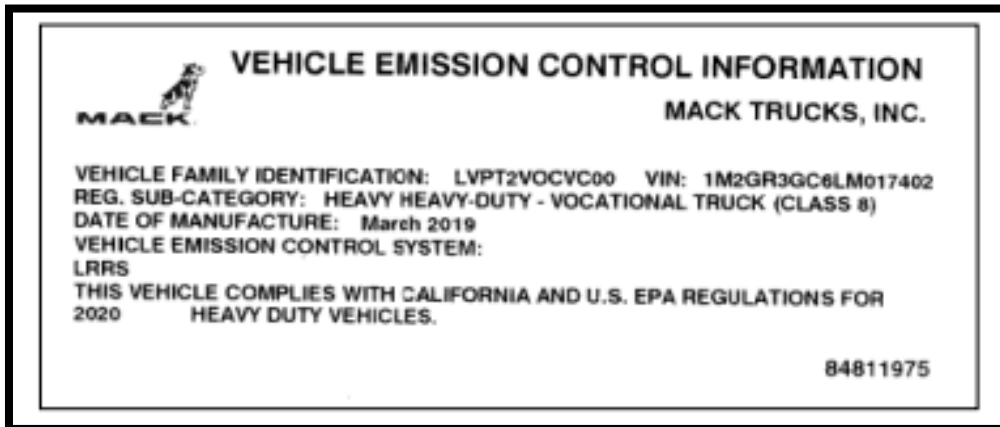 VEHICLE EMISSION CONTROL INFORMATION
MACK
MACK TRUCKS, INC.
VEHICLE FAMILY IDENTIFICATION: LVPT2VOCVC00 VIN: 1M2GR3GC6LM017402
REG. SUB-CATEGORY: HEAVY HEAVY-DUTY - VOCATIONAL TRUCK (CLASS 8)
DATE OF MANUFACTURE: March 2019
VEHICLE EMISSION CONTROL SYSTEM:
LRRS
THIS VEHICLE COMPLIES WITH CALIFORNIA AND U.S. EPA REGULATIONS FOR
2020 HEAVY DUTY VEHICLES.
84811975